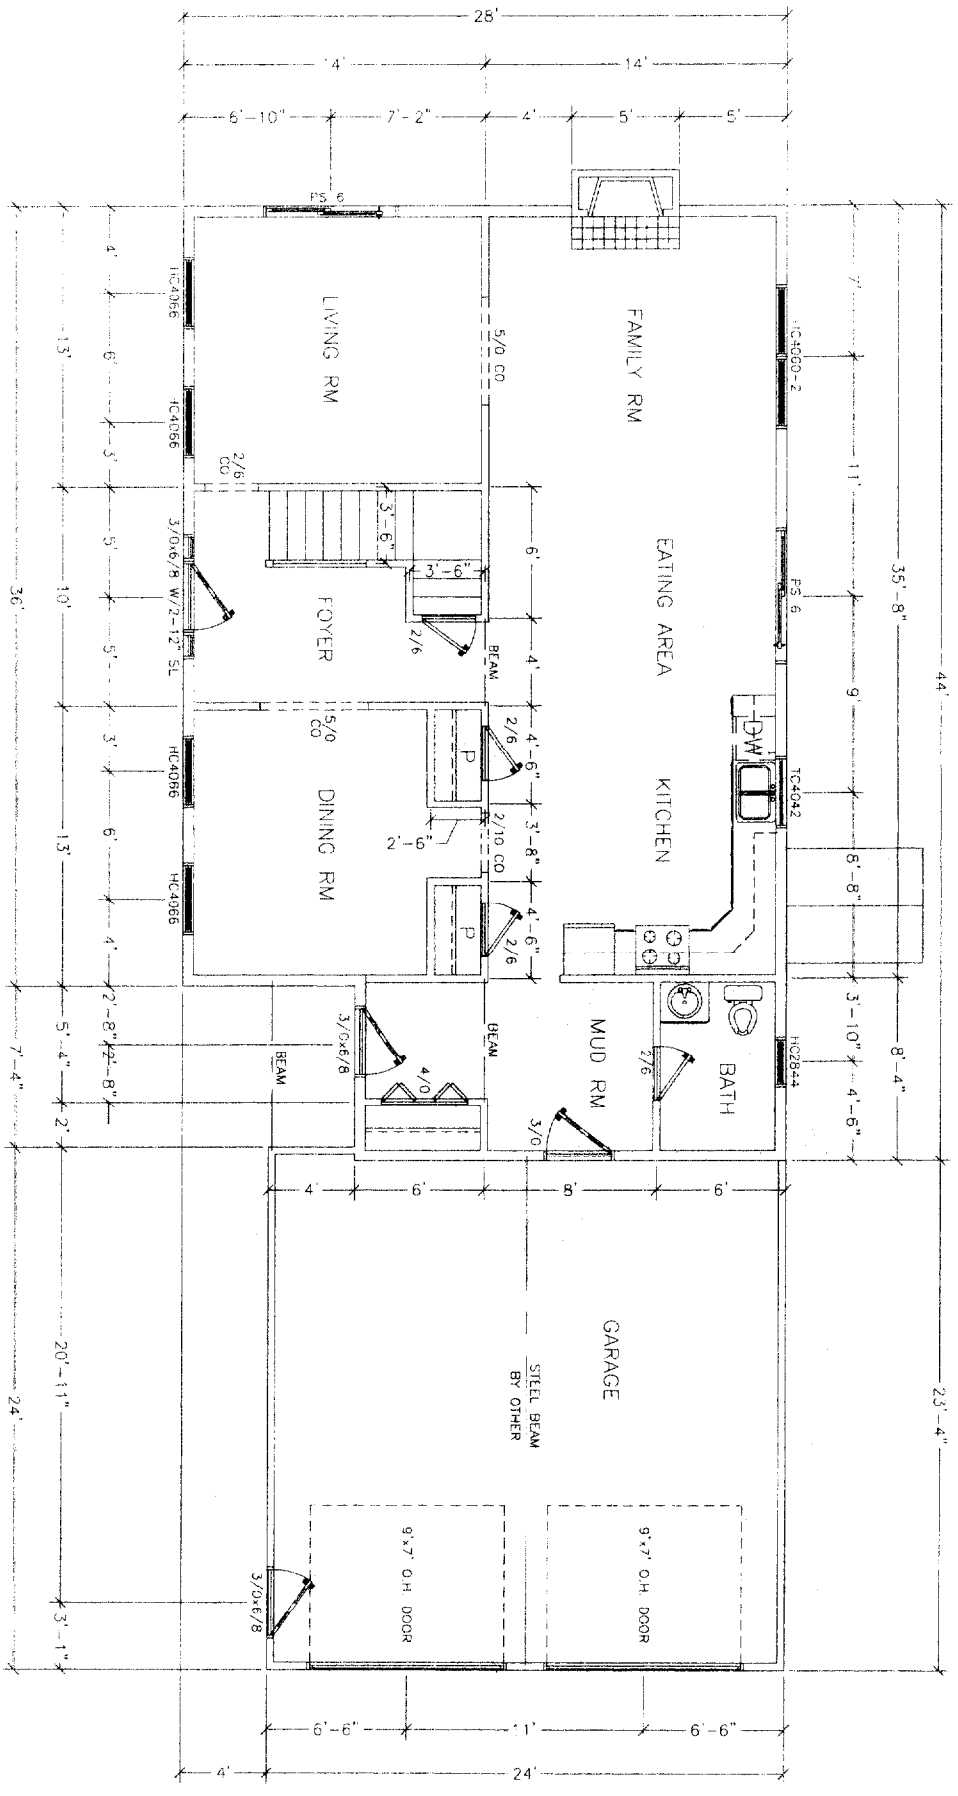 28'
14'
14'
6'-10"
7'-2"
4'
5'
5'
PS 6
4'
HC4066
13'
6'
HC4066
3'
LIVING RM
5/0 CO
FAMILY RM
HC4060-2
7'
11'
35'-8"
44'
2/6
CO
3'-6"
3'-6"
6'
EATING AREA
PS 6
36'
10'
5'
5'
3/0x6/8 W/2-12" SL
FOYER
2/6
BEAM
4'
9'
3'
HC4066
13'
6'
HC4066
4'
5/0
CO
DINING RM
P
2/6
4'-6"
2'-6"
2/10 CO
3'-8"
P
2/6
4'-6"
KITCHEN
DW
TC4042
8'-8"
2'-8"
5'-4"
2'-8"
7'-4"
2'
BEAM
3/0x6/8
4/0
BEAM
MUD RM
3/0
2/6
BATH
HC2844
3'-10"
4'-6"
8'-4"
4'
6'
8'
6'
GARAGE
STEEL BEAM
BY OTHER
20'-11"
24'
23'-4"
9'x7' O.H. DOOR
9'x7' O.H. DOOR
3/0x6/8
3'-1"
6'-6"
11'
6'-6"
4'
24'